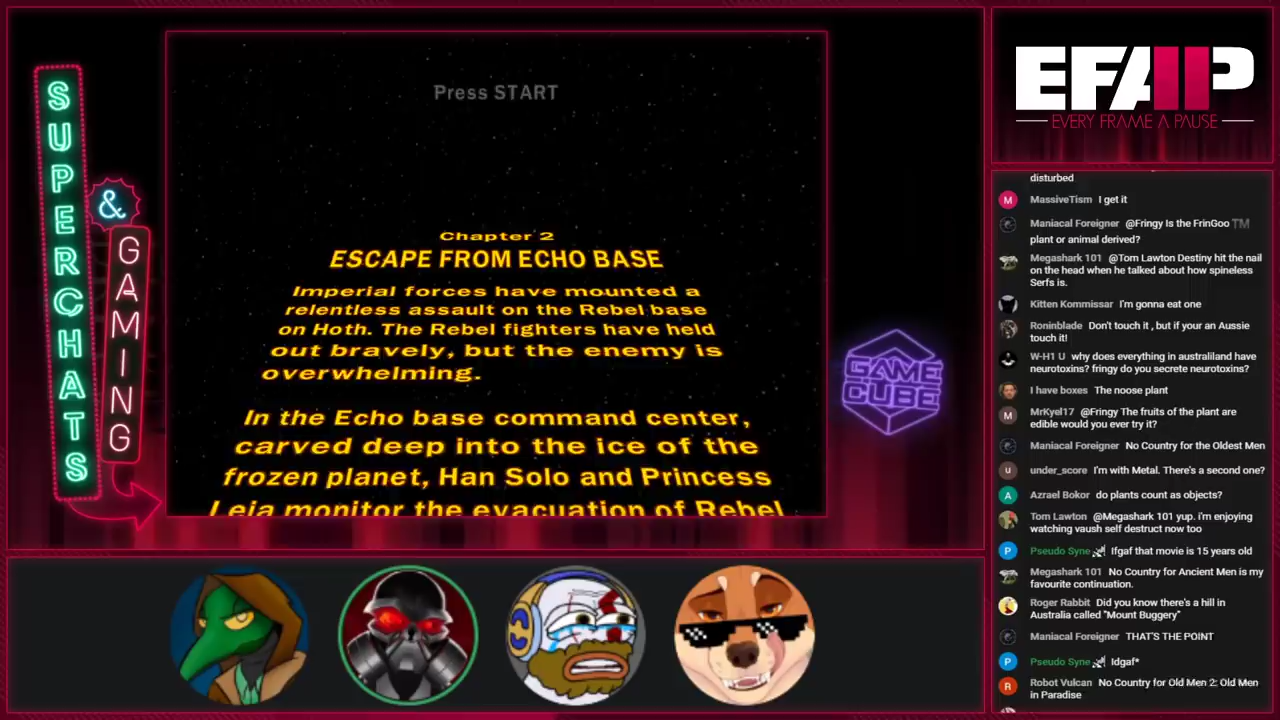 SUPERCHATS
&
GAMING
Press START
Chapter 2
ESCAPE FROM ECHO BASE
Imperial forces have mounted a
relentless assault on the Rebel base
on Hoth. The Rebel fighters have held
out bravely, but the enemy is
overwhelming.
In the Echo base command center,
carved deep into the ice of the
frozen planet, Han Solo and Princess
Leia monitor the evacuation of Rebel
GAME
CUBE
EFAP
EVERY FRAME A PAUSE
disturbed
M MassiveTism I get it
Maniacal Foreigner @Fringy Is the FrinGoo TM
plant or animal derived?
Megashark 101 @Tom Lawton Destiny hit the nail
on the head when he talked about how spineless
Serfs is.
Kitten Kommissar I'm gonna eat one
Roninblade Don't touch it , but if your an Aussie
touch it!
W-H1 U why does everything in australiland have
neurotoxins? fringy do you secrete neurotoxins?
I have boxes The noose plant
M MrKyel17 @Fringy The fruits of the plant are
edible would you ever try it?
Maniacal Foreigner No Country for the Oldest Men
u under_score I'm with Metal. There's a second one?
A Azrael Bokor do plants count as objects?
Tom Lawton @Megashark 101 yup. i'm enjoying
watching vaush self destruct now too
P Pseudo Syne Ifgaf that movie is 15 years old
Megashark 101 No Country for Ancient Men is my
favourite continuation.
Roger Rabbit Did you know there's a hill in
Australia called "Mount Buggery"
Maniacal Foreigner THAT'S THE POINT
P Pseudo Syne Idgaf*
R Robot Vulcan No Country for Old Men 2: Old Men
in Paradise